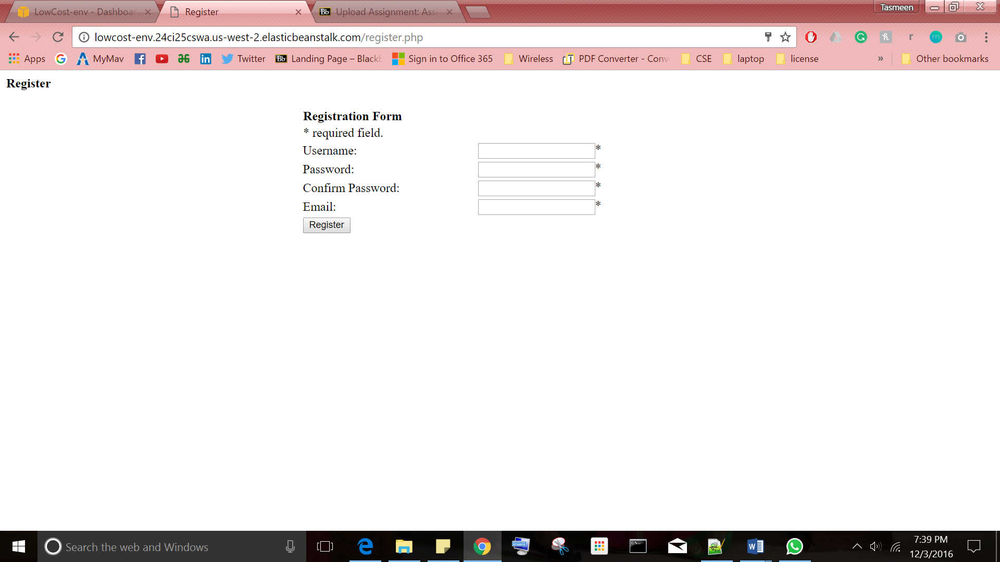 LowCost-env - Dashboar
Register
Bb Upload Assignment: Assi
Tasmeen
lowcost-env.24ci25cswa.us-west-2.elasticbeanstalk.com/register.php
Apps MyMav Twitter Bb Landing Page – Blackb Sign in to Office 365 Wireless PDF Converter - Conv CSE laptop license » Other bookmarks
Register
Registration Form
* required field.
Username: *
Password: *
Confirm Password: *
Email: *
Register
Search the web and Windows
7:39 PM
12/3/2016